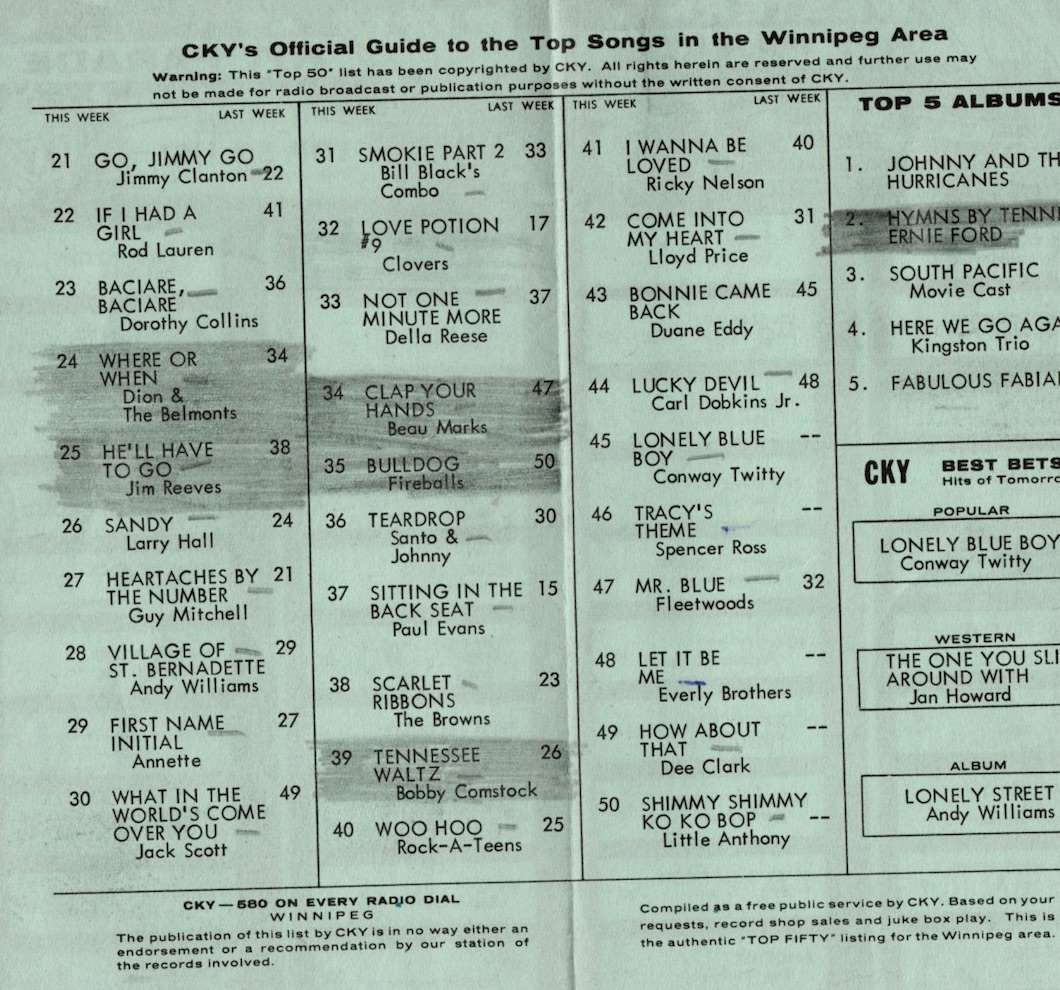 CKY's Official Guide to the Top Songs in the Winnipeg Area
Warning: This "Top 50" list has been copyrighted by CKY. All rights herein are reserved and further use may
not be made for radio broadcast or publication purposes without the written consent of CKY.
THIS WEEK LAST WEEK
21 GO, JIMMY GO
Jimmy Clanton 22
22 IF I HAD A 41
GIRL
Rod Lauren
23 BACIARE, 36
BACIARE
Dorothy Collins
24 WHERE OR 34
WHEN
Dion &
The Belmonts
25 HE'LL HAVE 38
TO GO
Jim Reeves
26 SANDY 24
Larry Hall
27 HEARTACHES BY 21
THE NUMBER
Guy Mitchell
28 VILLAGE OF 29
ST. BERNADETTE
Andy Williams
29 FIRST NAME 27
INITIAL
Annette
30 WHAT IN THE 49
WORLD'S COME
OVER YOU
Jack Scott
THIS WEEK LAST WEEK
31 SMOKIE PART 2 33
Bill Black's
Combo
32 LOVE POTION 17
#9
Clovers
33 NOT ONE 37
MINUTE MORE
Della Reese
34 CLAP YOUR 47
HANDS
Beau Marks
35 BULLDOG 50
Fireballs
36 TEARDROP 30
Santo &
Johnny
37 SITTING IN THE 15
BACK SEAT
Paul Evans
38 SCARLET 23
RIBBONS
The Browns
39 TENNESSEE 26
WALTZ
Bobby Comstock
40 WOO HOO 25
Rock-A-Teens
THIS WEEK LAST WEEK
41 I WANNA BE 40
LOVED
Ricky Nelson
42 COME INTO 31
MY HEART
Lloyd Price
43 BONNIE CAME 45
BACK
Duane Eddy
44 LUCKY DEVIL 48
Carl Dobkins Jr.
45 LONELY BLUE --
BOY
Conway Twitty
46 TRACY'S --
THEME
Spencer Ross
47 MR. BLUE 32
Fleetwoods
48 LET IT BE --
ME
Everly Brothers
49 HOW ABOUT --
THAT
Dee Clark
50 SHIMMY SHIMMY
KO KO BOP --
Little Anthony
TOP 5 ALBUMS
1. JOHNNY AND TH
HURRICANES
2. HYMNS BY TENNE
ERNIE FORD
3. SOUTH PACIFIC
Movie Cast
4. HERE WE GO AGA
Kingston Trio
5. FABULOUS FABIA
CKY BEST BETS
Hits of Tomorro
POPULAR
LONELY BLUE BOY
Conway Twitty
WESTERN
THE ONE YOU SLI
AROUND WITH
Jan Howard
ALBUM
LONELY STREET
Andy Williams
CKY—580 ON EVERY RADIO DIAL
WINNIPEG
The publication of this list by CKY is in no way either an
endorsement or a recommendation by our station of
the records involved.
Compiled as a free public service by CKY. Based on your
requests, record shop sales and juke box play. This is
the authentic "TOP FIFTY" listing for the Winnipeg area.